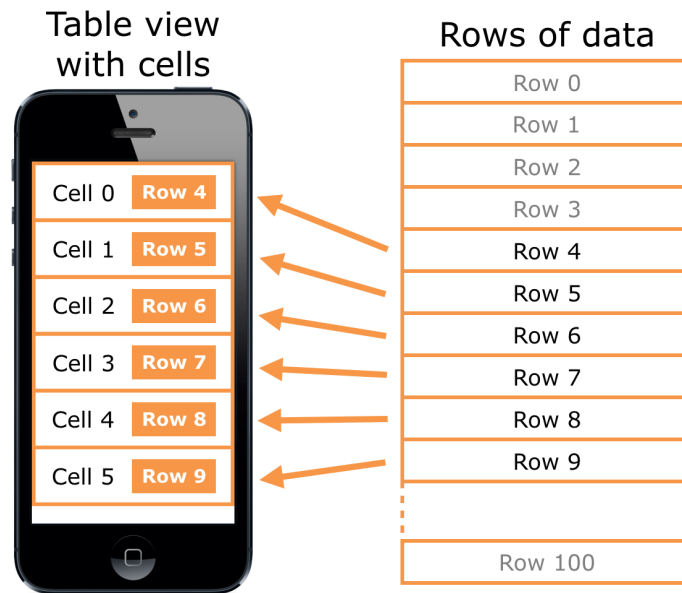 Table view
with cells
Cell 0 Row 4
Cell 1 Row 5
Cell 2 Row 6
Cell 3 Row 7
Cell 4 Row 8
Cell 5 Row 9
Rows of data
Row 0
Row 1
Row 2
Row 3
Row 4
Row 5
Row 6
Row 7
Row 8
Row 9
Row 100